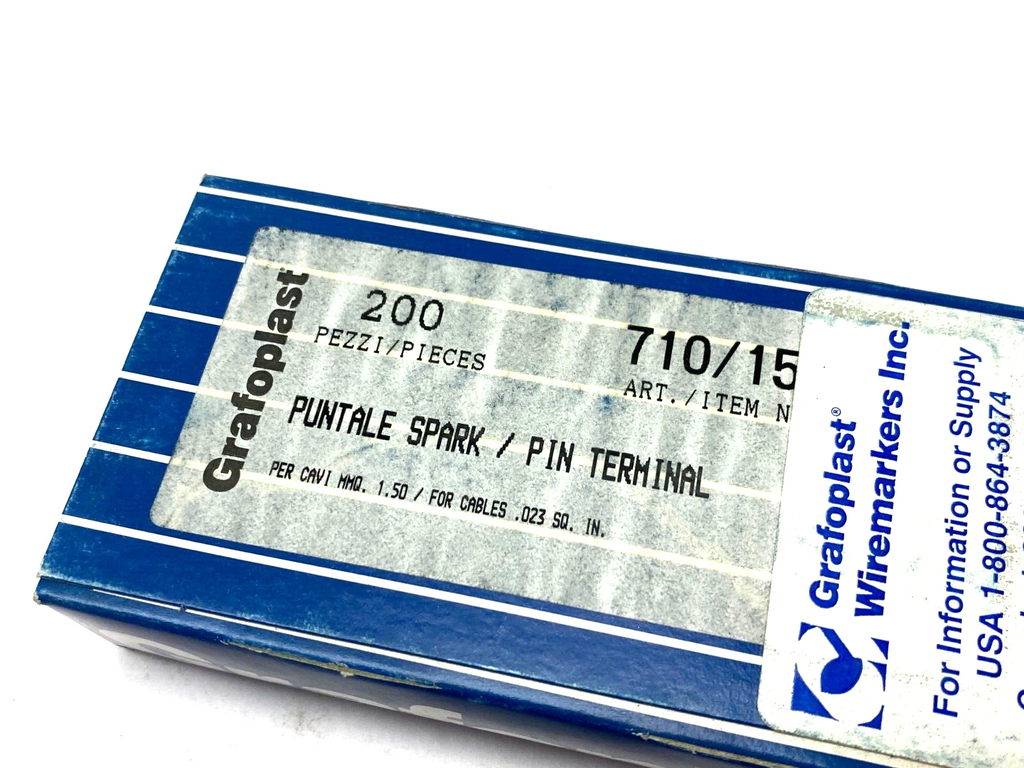 Grafoplast
200
PEZZI/PIECES
710/15
ART./ITEM N
PUNTALE SPARK / PIN TERMINAL
PER CAVI MMQ. 1.50 / FOR CABLES .023 SQ. IN.
Grafoplast®
Wiremarkers Inc.
For Information or Supply
USA 1-800-864-3874